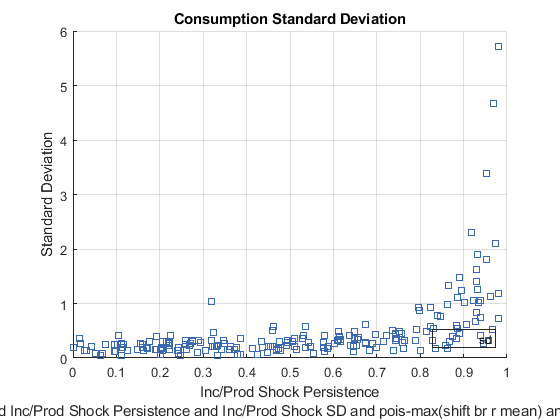 Consumption Standard Deviation
6
5
4
3
2
1
0
Standard Deviation
sd
0 0.1 0.2 0.3 0.4 0.5 0.6 0.7 0.8 0.9 1
Inc/Prod Shock Persistence
d Inc/Prod Shock Persistence and Inc/Prod Shock SD and pois-max(shift br r mean) an